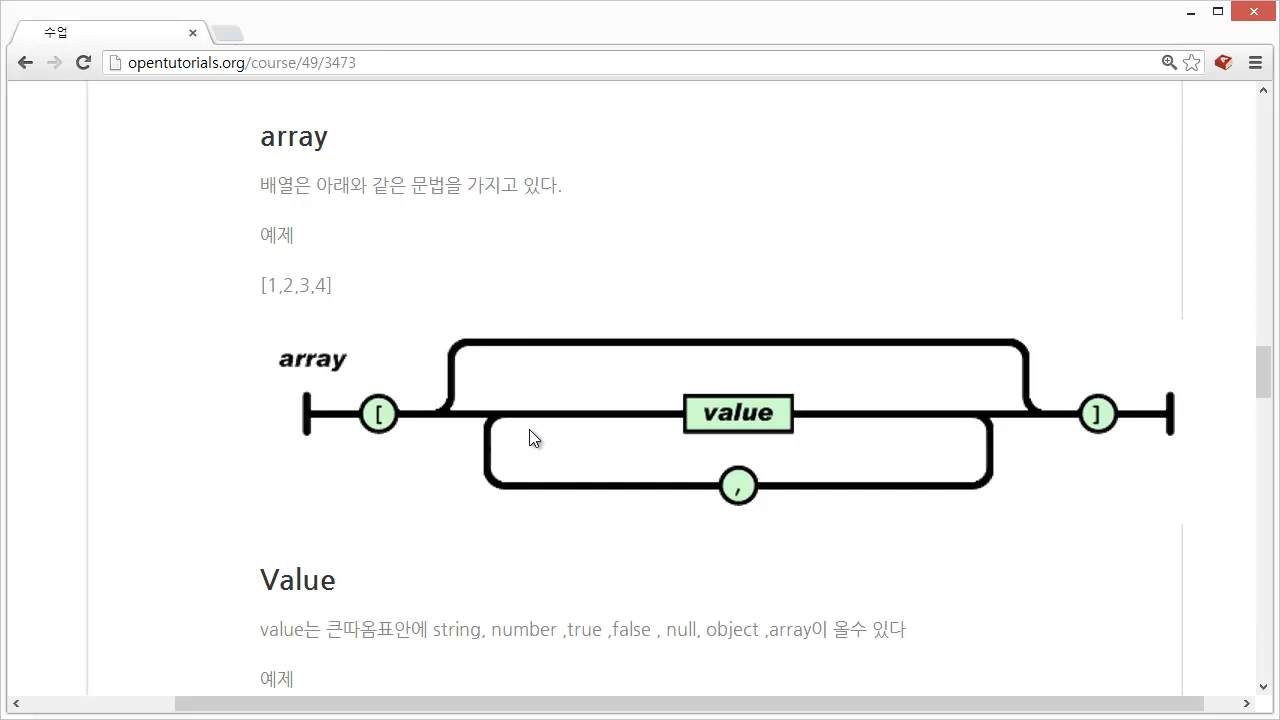 수업
opentutorials.org/course/49/3473
array
배열은 아래와 같은 문법을 가지고 있다.
예제
[1,2,3,4]
array
[ value ]
,
Value
value는 큰따옴표안에 string, number ,true ,false , null, object ,array이 올수 있다
예제